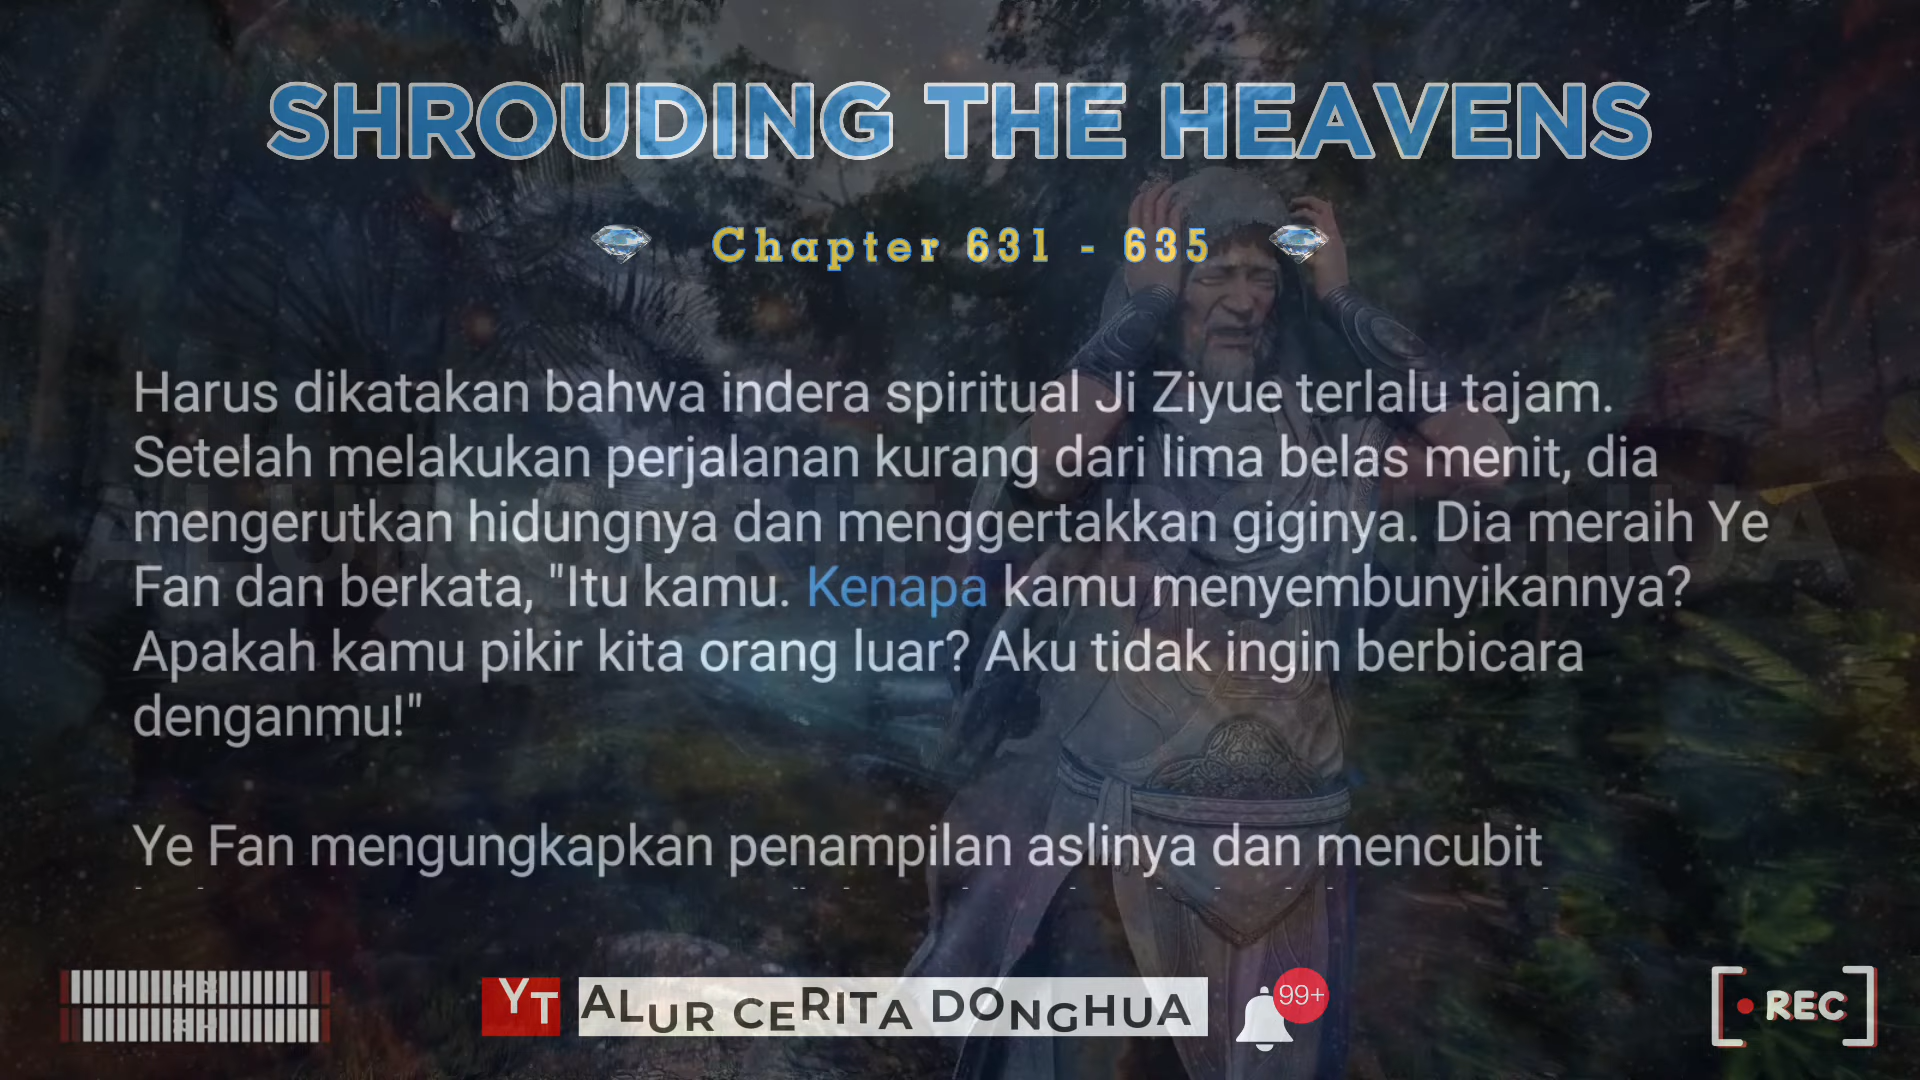 SHROUDING THE HEAVENS
Chapter 631 - 635
Harus dikatakan bahwa indera spiritual Ji Ziyue terlalu tajam.
Setelah melakukan perjalanan kurang dari lima belas menit, dia
mengerutkan hidungnya dan menggertakkan giginya. Dia meraih Ye
Fan dan berkata, "Itu kamu. Kenapa kamu menyembunyikannya?
Apakah kamu pikir kita orang luar? Aku tidak ingin berbicara
denganmu!"
Ye Fan mengungkapkan penampilan aslinya dan mencubit
YT ALUR CERITA DONGHUA
99+
REC